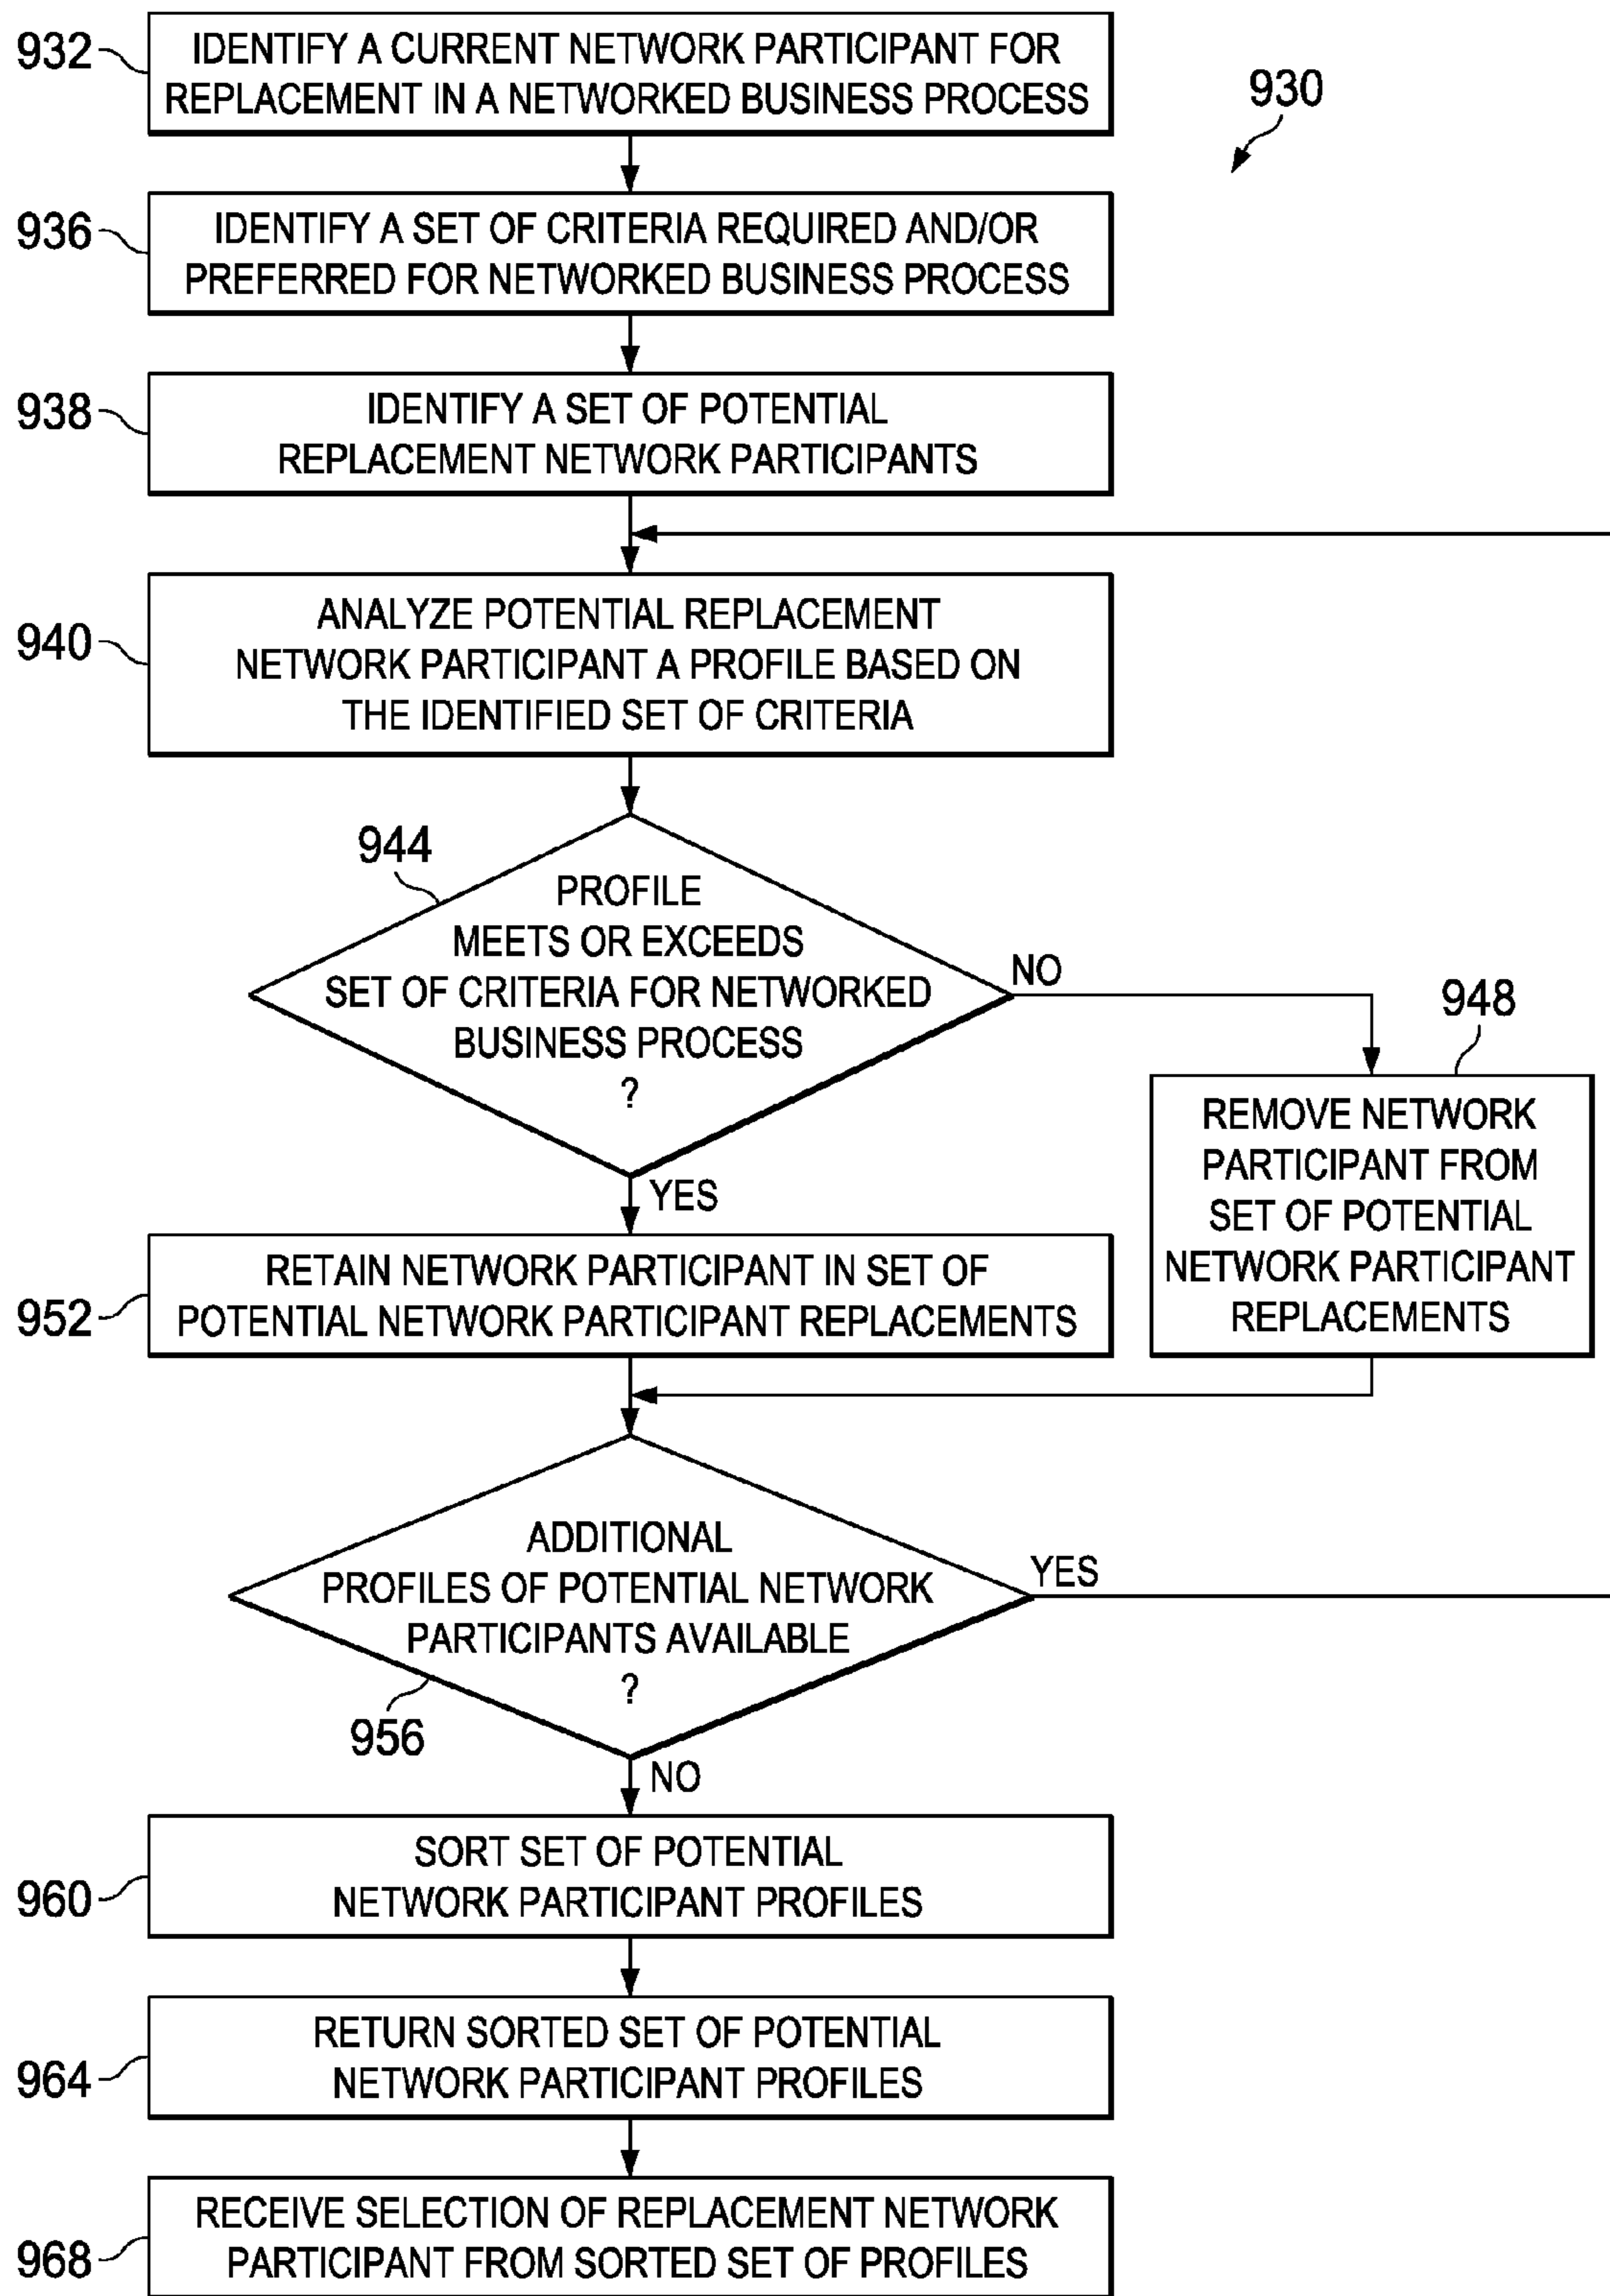 932
IDENTIFY A CURRENT NETWORK PARTICIPANT FOR
REPLACEMENT IN A NETWORKED BUSINESS PROCESS
930
936
IDENTIFY A SET OF CRITERIA REQUIRED AND/OR
PREFERRED FOR NETWORKED BUSINESS PROCESS
938
IDENTIFY A SET OF POTENTIAL
REPLACEMENT NETWORK PARTICIPANTS
940
ANALYZE POTENTIAL REPLACEMENT
NETWORK PARTICIPANT A PROFILE BASED ON
THE IDENTIFIED SET OF CRITERIA
944
PROFILE
MEETS OR EXCEEDS
SET OF CRITERIA FOR NETWORKED
BUSINESS PROCESS
?
NO
948
REMOVE NETWORK
PARTICIPANT FROM
SET OF POTENTIAL
NETWORK PARTICIPANT
REPLACEMENTS
YES
952
RETAIN NETWORK PARTICIPANT IN SET OF
POTENTIAL NETWORK PARTICIPANT REPLACEMENTS
ADDITIONAL
PROFILES OF POTENTIAL NETWORK
PARTICIPANTS AVAILABLE
?
YES
956
NO
960
SORT SET OF POTENTIAL
NETWORK PARTICIPANT PROFILES
964
RETURN SORTED SET OF POTENTIAL
NETWORK PARTICIPANT PROFILES
968
RECEIVE SELECTION OF REPLACEMENT NETWORK
PARTICIPANT FROM SORTED SET OF PROFILES